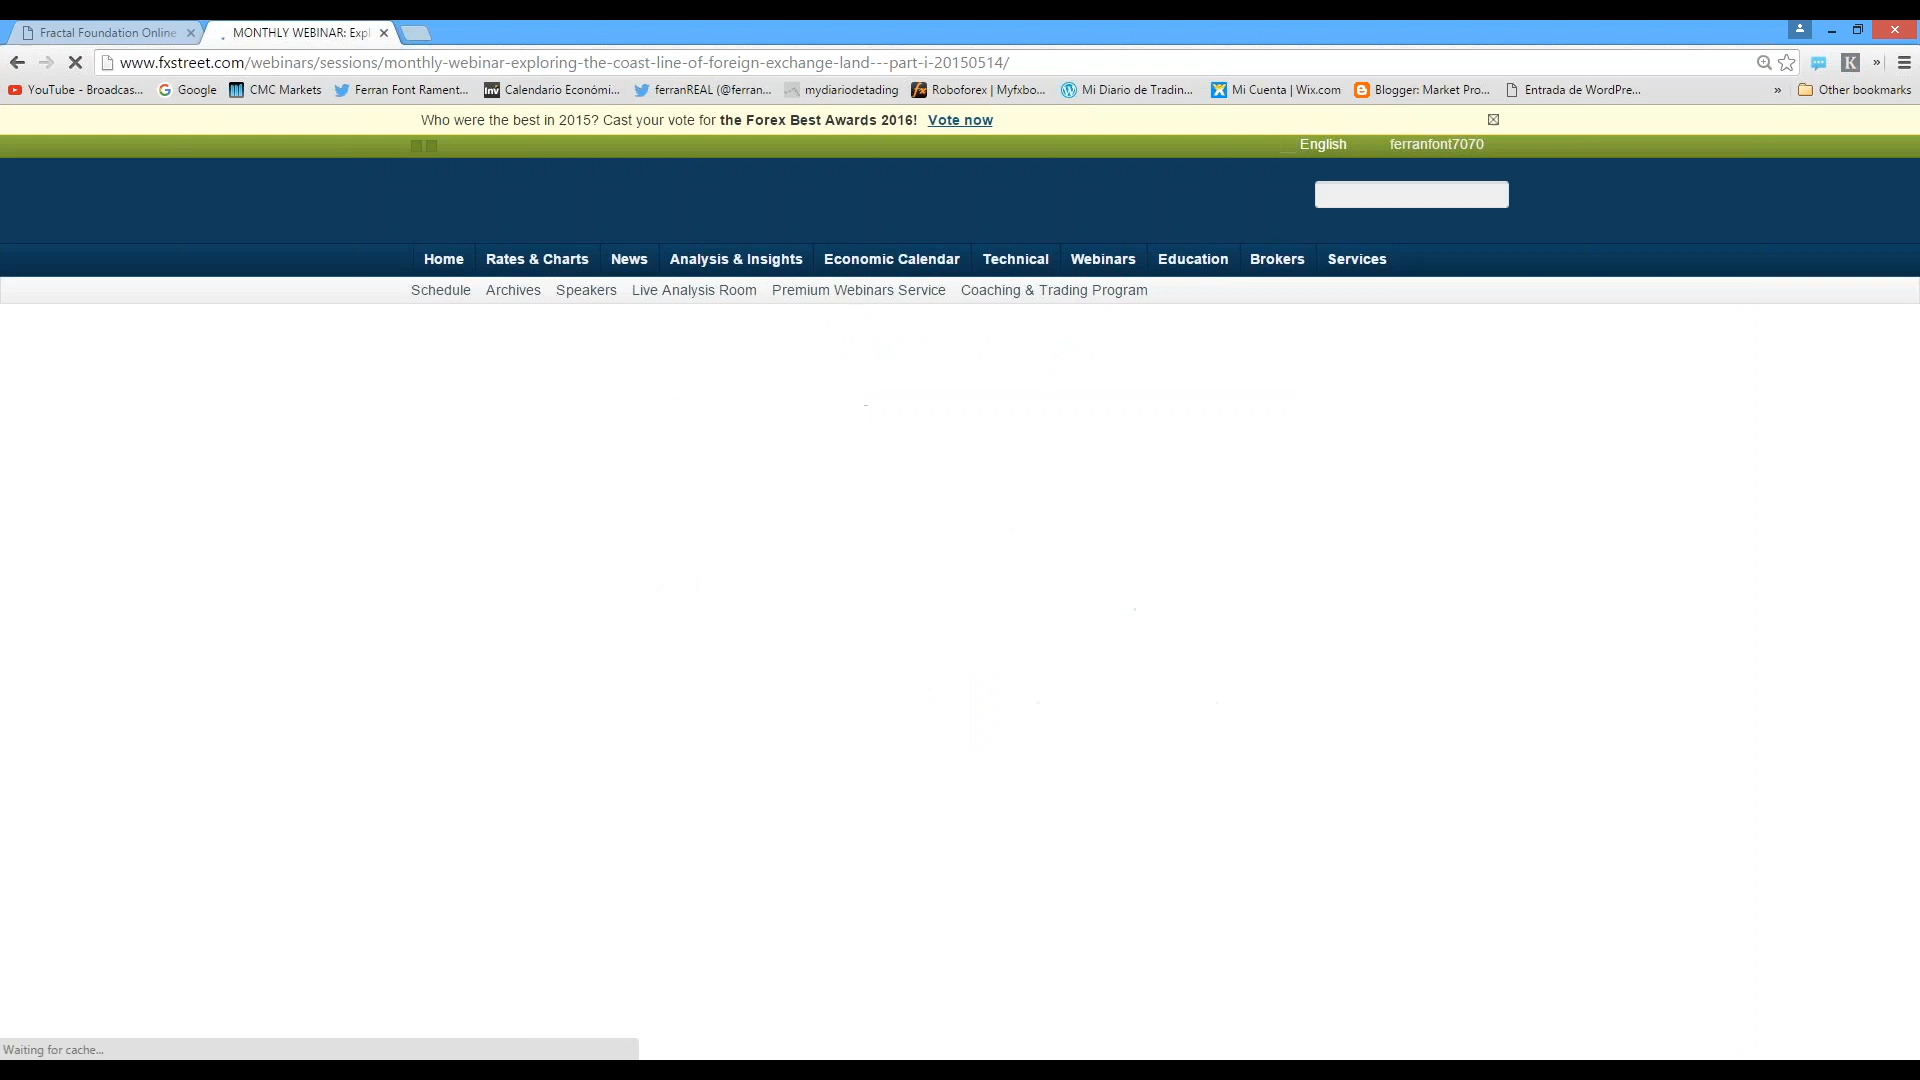 Fractal Foundation Online
MONTHLY WEBINAR: Expl
www.fxstreet.com/webinars/sessions/monthly-webinar-exploring-the-coast-line-of-foreign-exchange-land---part-i-20150514/
YouTube - Broadcas... Google CMC Markets Ferran Font Rament... Calendario Económi... ferranREAL (@ferran... mydiariodetading Roboforex | Myfxbo... Mi Diario de Tradin... Mi Cuenta | Wix.com Blogger: Market Pro... Entrada de WordPre... » Other bookmarks
Who were the best in 2015? Cast your vote for the Forex Best Awards 2016! Vote now
English ferranfont7070
Home Rates & Charts News Analysis & Insights Economic Calendar Technical Webinars Education Brokers Services
Schedule Archives Speakers Live Analysis Room Premium Webinars Service Coaching & Trading Program
Waiting for cache...